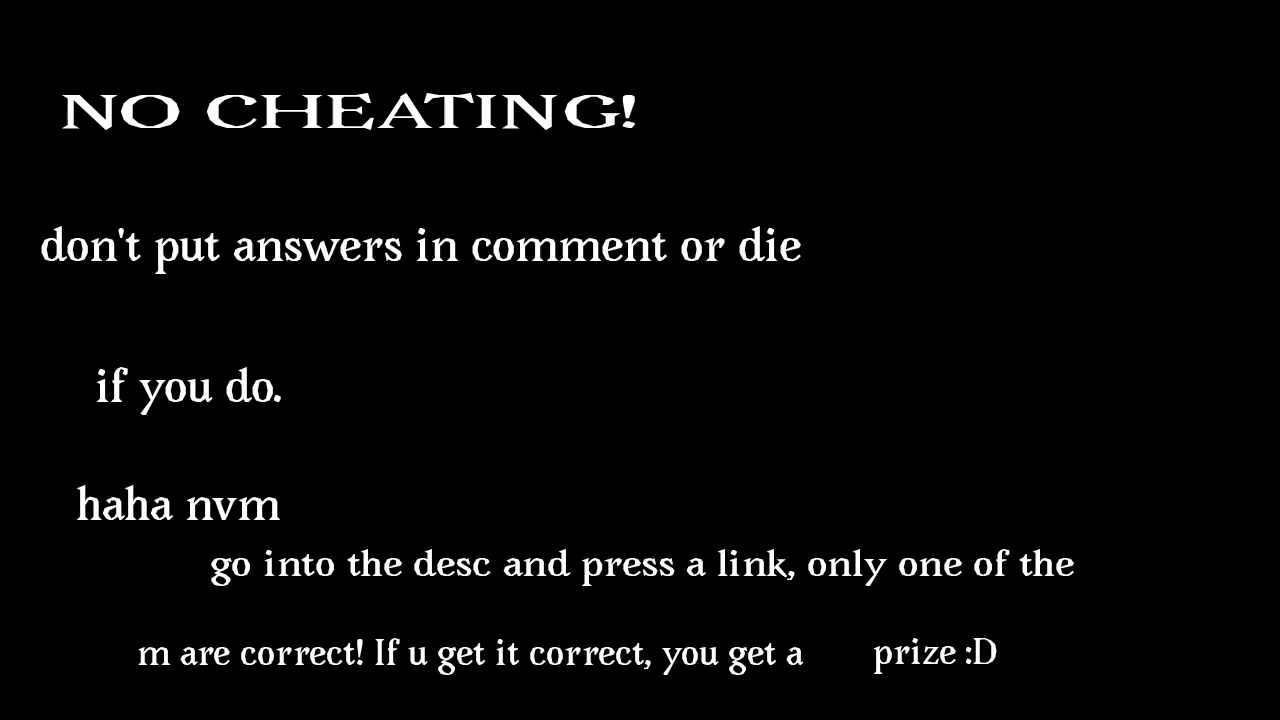 NO CHEATING!
don't put answers in comment or die
if you do.
haha nvm
go into the desc and press a link, only one of the
m are correct! If u get it correct, you get a prize :D